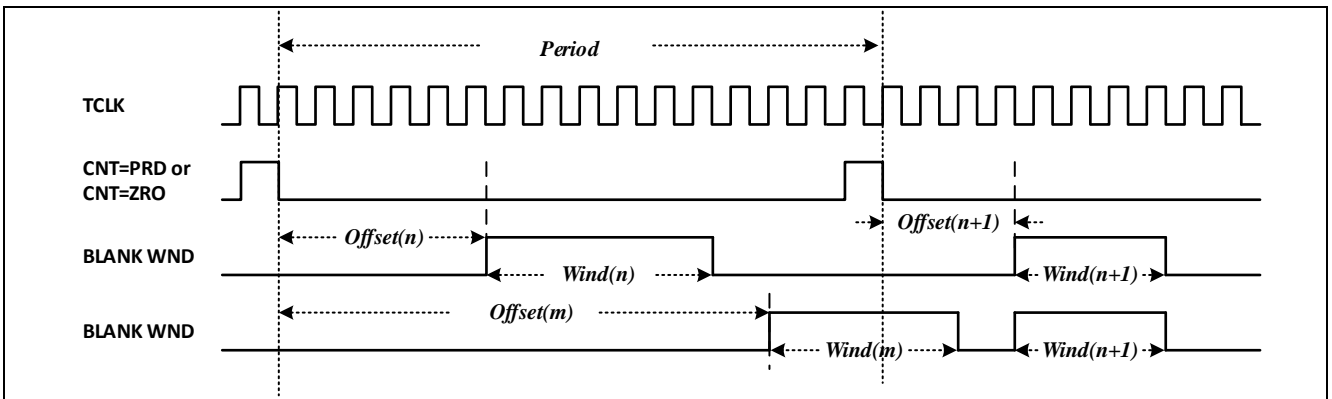 Period
TCLK
CNT=PRD or
CNT=ZRO
Offset(n+1)
Offset(n)
BLANK WND
Wind(n)
Wind(n+1)
Offset(m)
BLANK WND
Wind(m)
Wind(n+1)